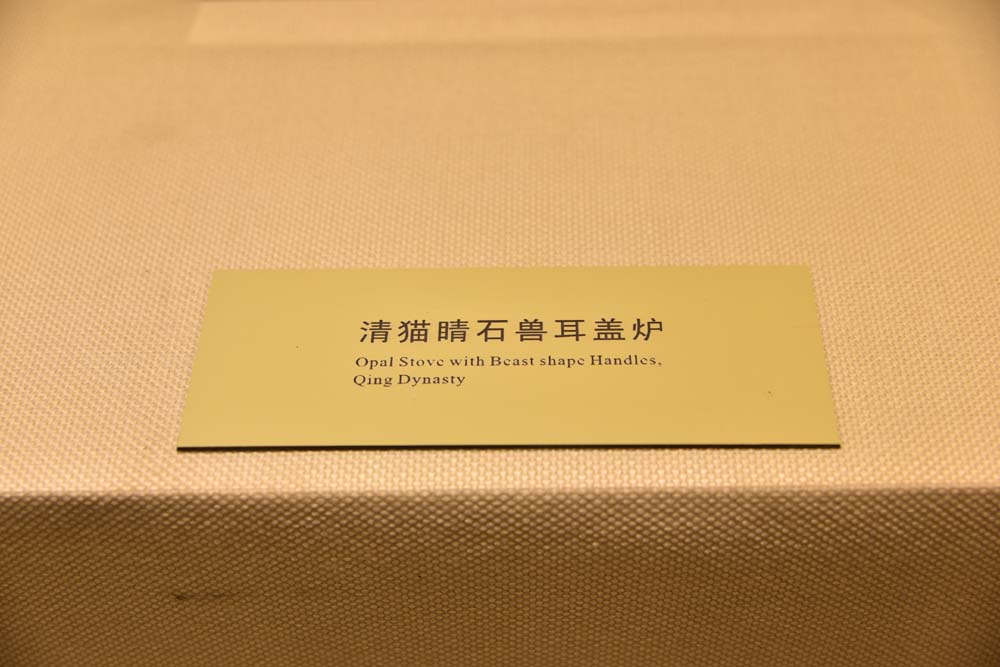 清猫睛石兽耳盖炉
Opal Stove with Beast shape Handles,
Qing Dynasty